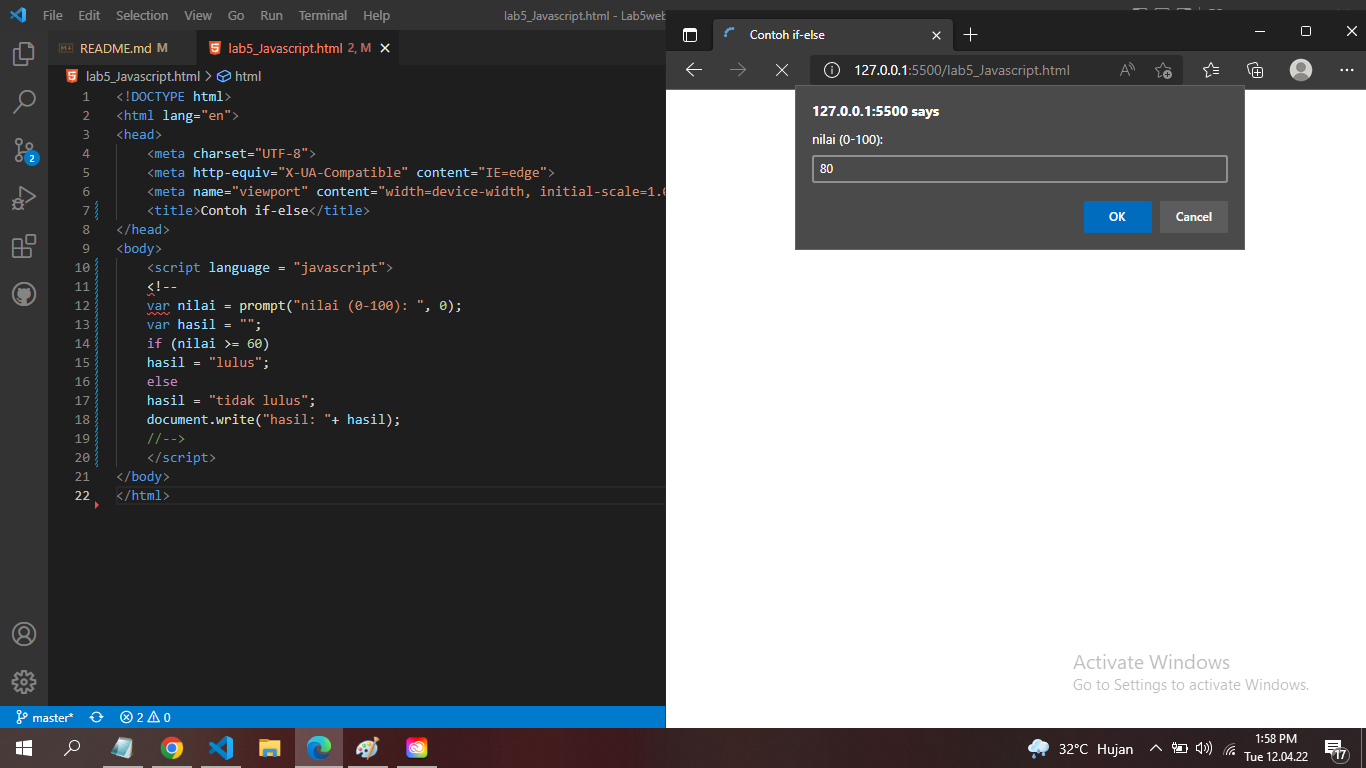 File Edit Selection View Go Run Terminal Help lab5_Javascript.html - Lab5web
README.md M
lab5_Javascript.html 2, M
lab5_Javascript.html > html
1 <!DOCTYPE html>
2 <html lang="en">
3 <head>
4 <meta charset="UTF-8">
5 <meta http-equiv="X-UA-Compatible" content="IE=edge">
6 <meta name="viewport" content="width=device-width, initial-scale=1.0
7 <title>Contoh if-else</title>
8 </head>
9 <body>
10 <script language = "javascript">
11 <!--
12 var nilai = prompt("nilai (0-100): ", 0);
13 var hasil = "";
14 if (nilai >= 60)
15 hasil = "lulus";
16 else
17 hasil = "tidak lulus";
18 document.write("hasil: "+ hasil);
19 //-->
20 </script>
21 </body>
22 </html>
2
master* 2 0
Contoh if-else
127.0.0.1:5500/lab5_Javascript.html
127.0.0.1:5500 says
nilai (0-100):
80
OK Cancel
Activate Windows
Go to Settings to activate Windows.
32°C Hujan
1:58 PM
Tue 12.04.22
17